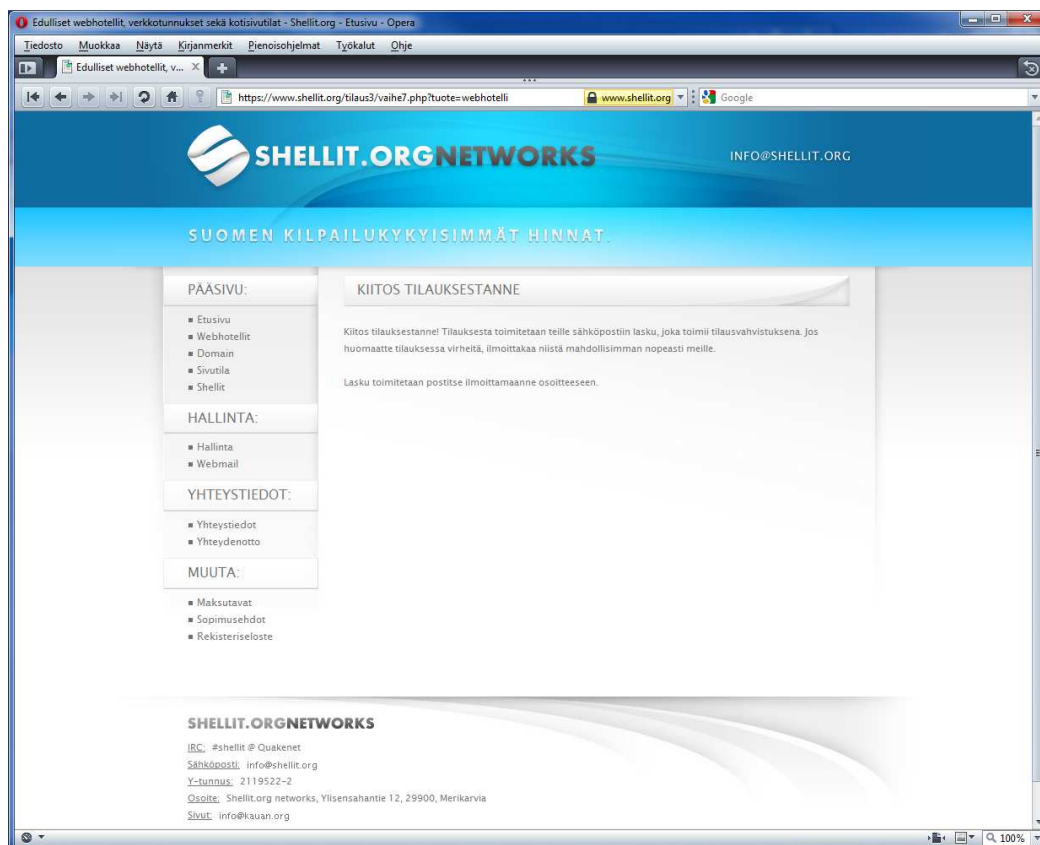 Edulliset webhotellit, verkkotunnukset sekä kotisivutilat - Shellit.org - Etusivu - Opera
Tiedosto Muokkaa Näytä Kirjanmerkit Pienoisohjelmat Työkalut Ohje
Edulliset webhotellit, v...
https://www.shellit.org/tilaus3/vaihe7.php?tuote=webhotelli www.shellit.org Google
SHELLIT.ORGNETWORKS
INFO@SHELLIT.ORG
SUOMEN KILPAILUKYKYISIMMÄT HINNAT.
PÄÄSIVU:
Etusivu
Webhotellit
Domain
Sivutila
Shellit
HALLINTA:
Hallinta
Webmail
YHTEYSTIEDOT:
Yhteystiedot
Yhteydenotto
MUUTA:
Maksutavat
Sopimusehdot
Rekisteriseloste
KIITOS TILAUKSESTANNE
Kiitos tilauksestanne! Tilauksesta toimitetaan teille sähköpostiin lasku, joka toimii tilausvahvistuksena. Jos
huomaatte tilauksessa virheitä, ilmoittakaa niistä mahdollisimman nopeasti meille.
Lasku toimitetaan postitse ilmoittamaanne osoitteeseen.
SHELLIT.ORGNETWORKS
IRC: #shellit @ Quakenet
Sähköposti: info@shellit.org
Y-tunnus: 2119522-2
Osoite: Shellit.org networks, Ylisensahantie 12, 29900, Merikarvia
Sivut: info@kauan.org
100%